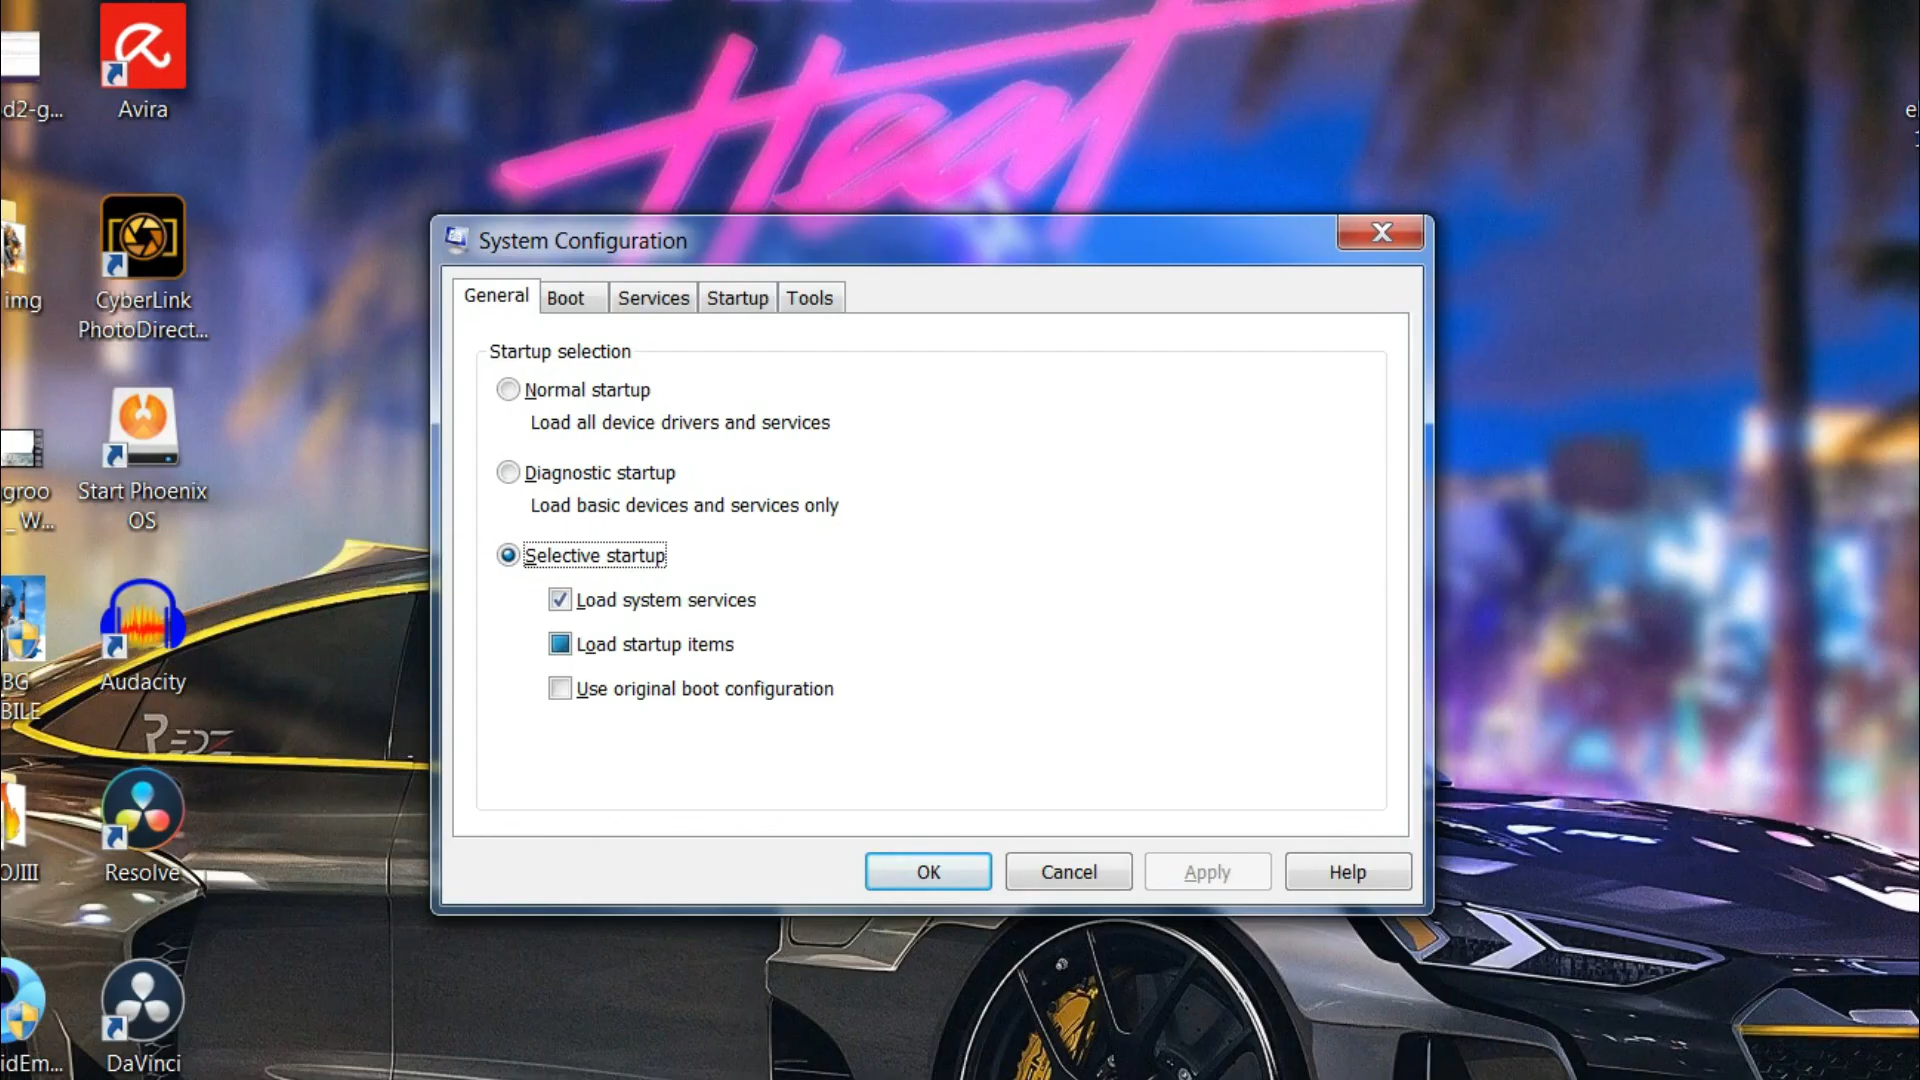 Heat
d2-g...
Avira
img
CyberLink
PhotoDirect...
groo
_ W...
Start Phoenix
OS
BG
BILE
Audacity
REDZ
OJIII
Resolve
idEm...
DaVinci
System Configuration
General
Boot
Services
Startup
Tools
Startup selection
Normal startup
Load all device drivers and services
Diagnostic startup
Load basic devices and services only
Selective startup
Load system services
Load startup items
Use original boot configuration
OK
Cancel
Apply
Help